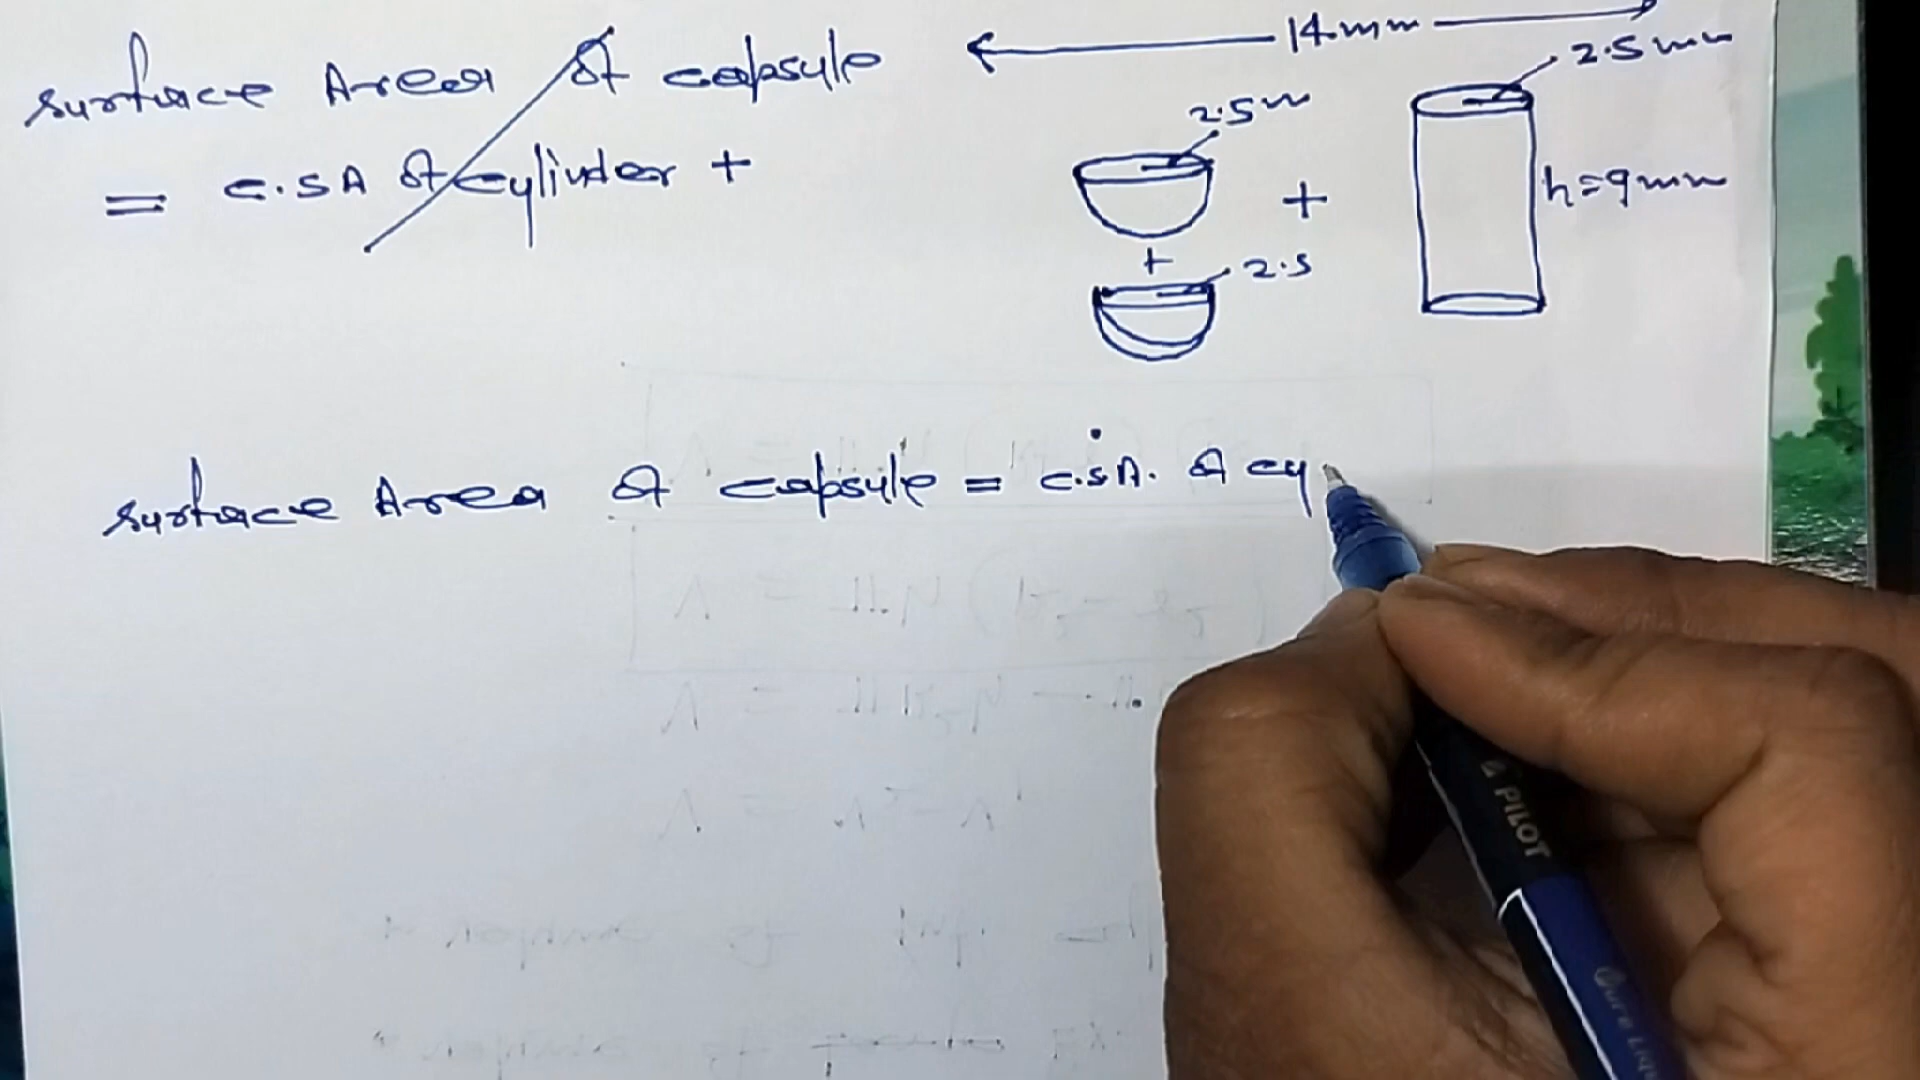 surface Area of capsule
= C.SA of cylinder +
14mm
2.5mm
2.5m
+
h=9mm
+
2.5
surface Area of capsule = C.S.A. of cy
PILOT